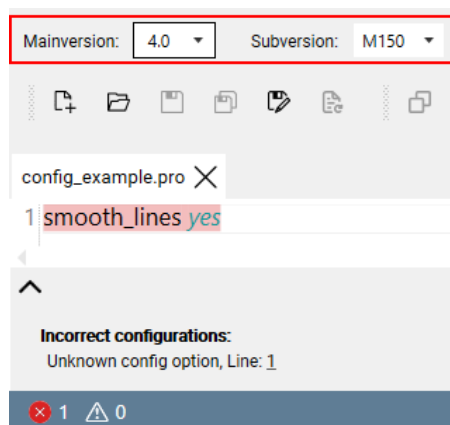 Mainversion: 4.0 Subversion: M150
config_example.pro
1 smooth_lines yes
Incorrect configurations:
Unknown config option, Line: 1
1 0